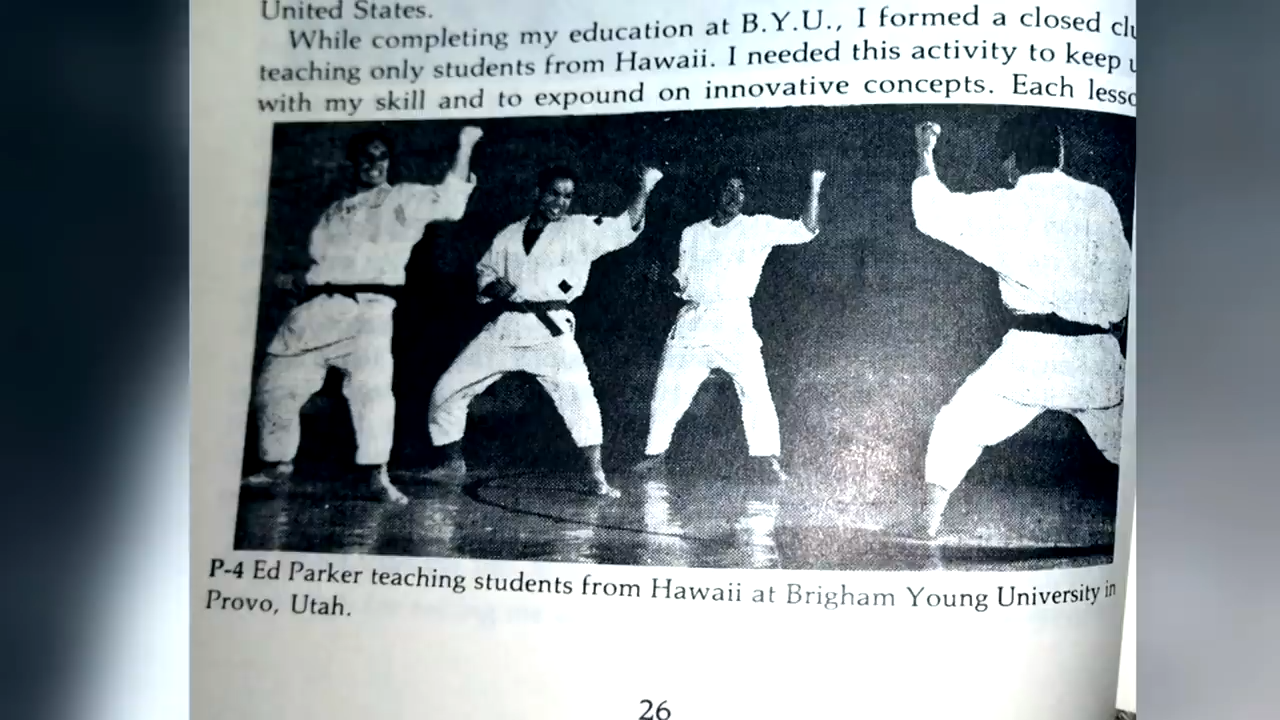 United States.
While completing my education at B.Y.U., I formed a closed
teaching only students from Hawaii. I needed this activity to keep
with my skill and to expound on innovative concepts. Each
P-4 Ed Parker teaching students from Hawaii at Brigham Young University in
Provo, Utah.
26